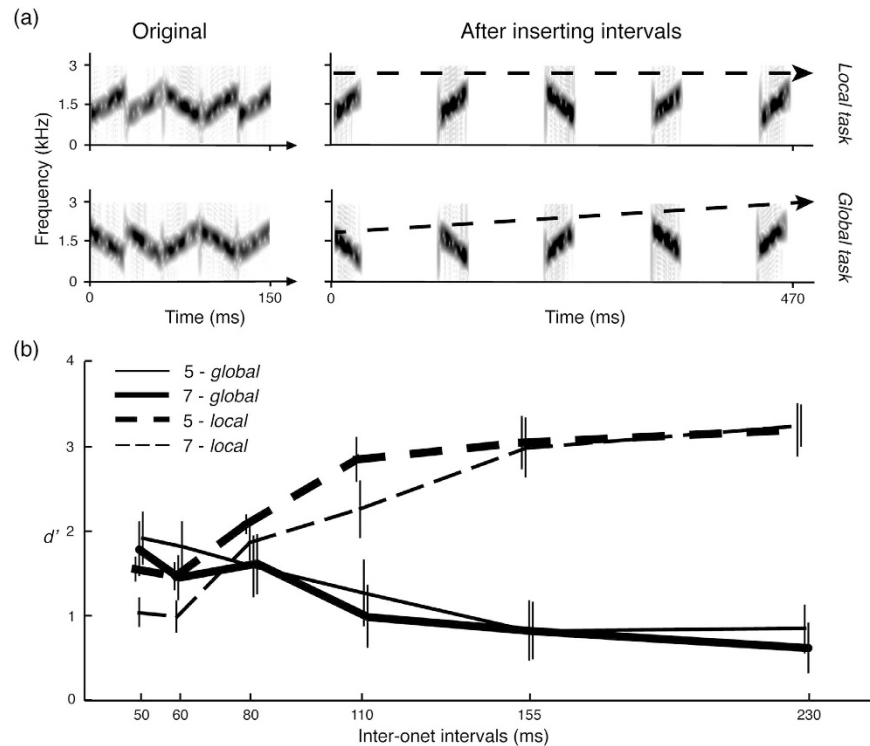 (a)
Original
After inserting intervals
3
1.5
0
Local task
Frequency (kHz)
3
1.5
0
Global task
0
150
0
470
Time (ms)
Time (ms)
(b)
4
5 - global
7 - global
5 - local
7 - local
3
2
d'
1
0
50
60
80
110
155
230
Inter-onet intervals (ms)